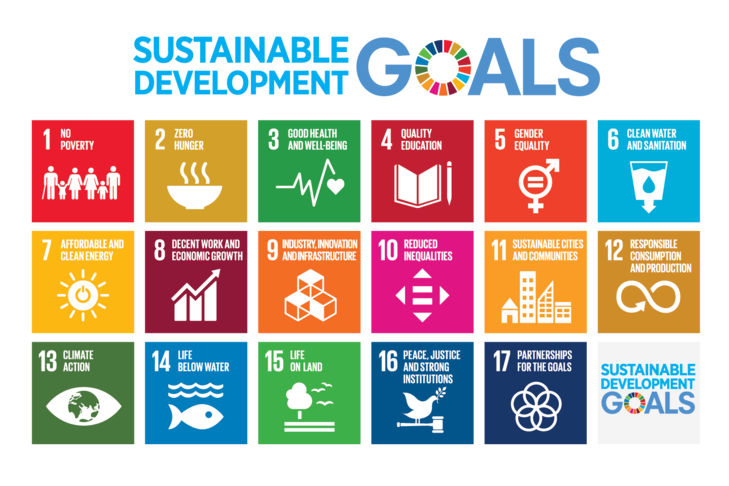 SUSTAINABLE
DEVELOPMENT GOALS
1 NO
POVERTY
2 ZERO
HUNGER
3 GOOD HEALTH
AND WELL-BEING
4 QUALITY
EDUCATION
5 GENDER
EQUALITY
6 CLEAN WATER
AND SANITATION
7 AFFORDABLE AND
CLEAN ENERGY
8 DECENT WORK AND
ECONOMIC GROWTH
9 INDUSTRY, INNOVATION
AND INFRASTRUCTURE
10 REDUCED
INEQUALITIES
11 SUSTAINABLE CITIES
AND COMMUNITIES
12 RESPONSIBLE
CONSUMPTION
AND PRODUCTION
13 CLIMATE
ACTION
14 LIFE
BELOW WATER
15 LIFE
ON LAND
16 PEACE, JUSTICE
AND STRONG
INSTITUTIONS
17 PARTNERSHIPS
FOR THE GOALS
SUSTAINABLE
DEVELOPMENT
GOALS